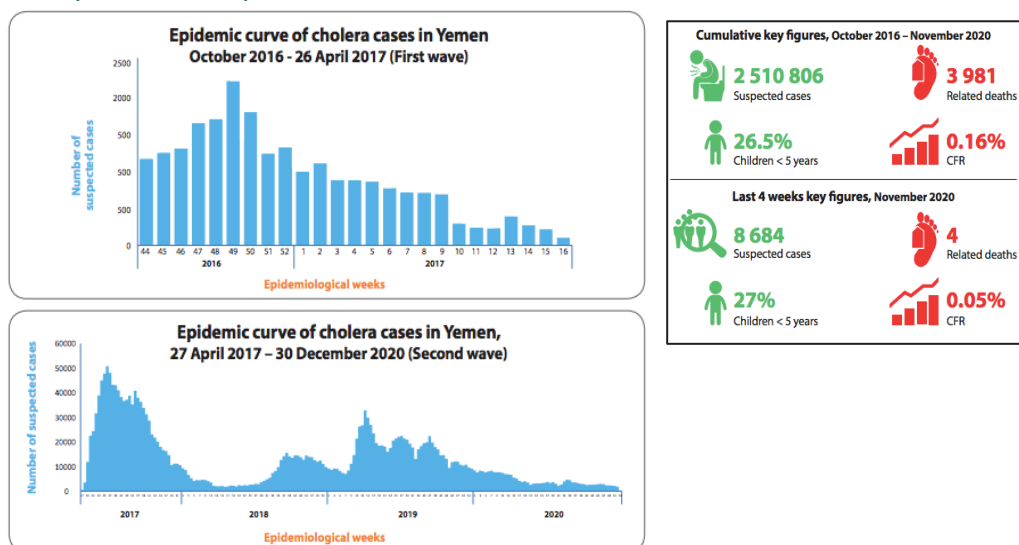 Epidemic curve of cholera cases in Yemen
October 2016 - 26 April 2017 (First wave)
Number of
suspected cases
2500
2000
500
500
500
0
44 45 46 47 48 49 50 51 52 1 2 3 4 5 6 7 8 9 10 11 12 13 14 15 16
2016 2017
Epidemiological weeks
Epidemic curve of cholera cases in Yemen,
27 April 2017 – 30 December 2020 (Second wave)
Number of suspected cases
60000
50000
40000
30000
20000
10000
0
2017 2018 2019 2020
Epidemiological weeks
Cumulative key figures, October 2016 – November 2020
2 510 806
Suspected cases
3 981
Related deaths
26.5%
Children < 5 years
0.16%
CFR
Last 4 weeks key figures, November 2020
8 684
Suspected cases
4
Related deaths
27%
Children < 5 years
0.05%
CFR